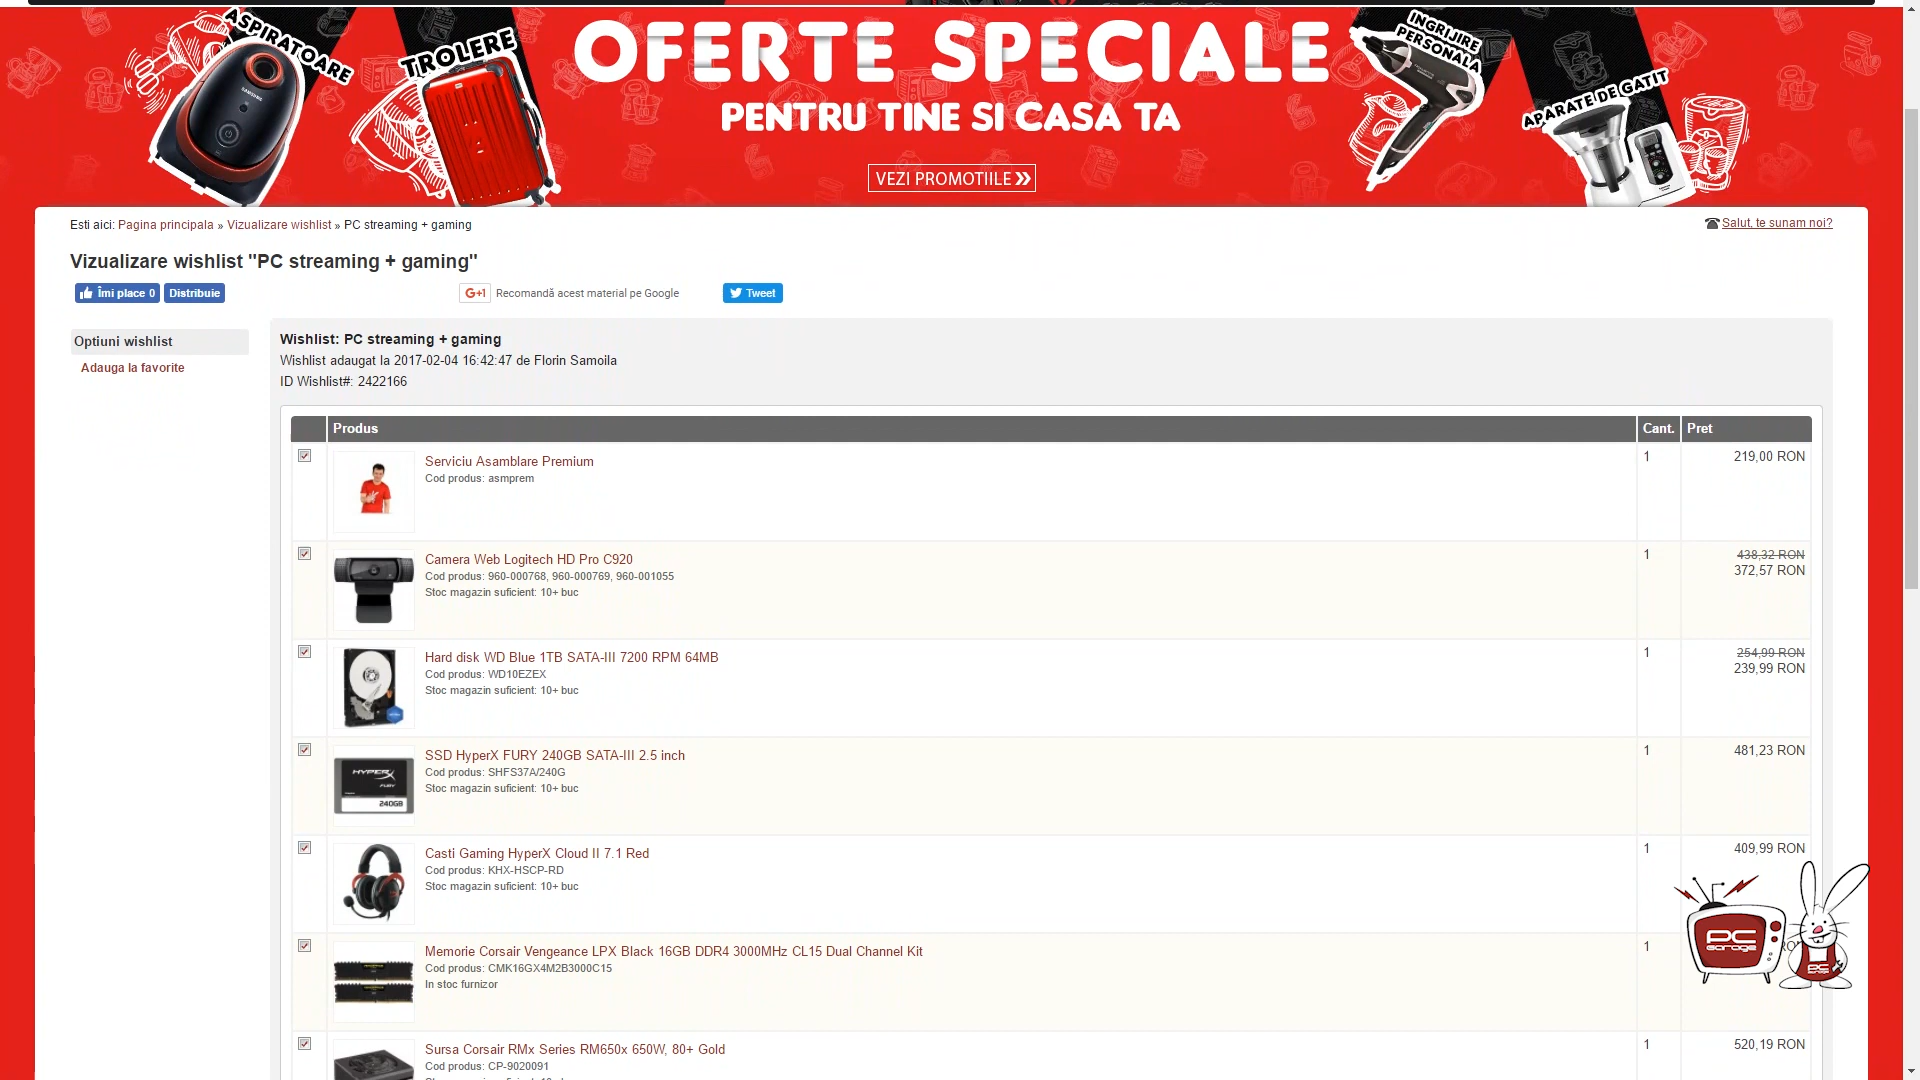 ASPIRATOARE
TROLERE
OFERTE SPECIALE
PENTRU TINE SI CASA TA
VEZI PROMOTIILE »
INGRIJIRE
PERSONALA
APARATE DE GATIT
SAMSUNG
Esti aici: Pagina principala » Vizualizare wishlist » PC streaming + gaming
Salut, te sunam noi?
Vizualizare wishlist "PC streaming + gaming"
Îmi place 0
Distribuie
G+1 Recomandă acest material pe Google
Tweet
Optiuni wishlist
Adauga la favorite
Wishlist: PC streaming + gaming
Wishlist adaugat la 2017-02-04 16:42:47 de Florin Samoila
ID Wishlist#: 2422166
Produs Cant. Pret
Serviciu Asamblare Premium 1 219,00 RON
Cod produs: asmprem
Camera Web Logitech HD Pro C920 1 438,32 RON
Cod produs: 960-000768, 960-000769, 960-001055 372,57 RON
Stoc magazin suficient: 10+ buc
Hard disk WD Blue 1TB SATA-III 7200 RPM 64MB 1 254,99 RON
Cod produs: WD10EZEX 239,99 RON
Stoc magazin suficient: 10+ buc
SSD HyperX FURY 240GB SATA-III 2.5 inch 1 481,23 RON
Cod produs: SHFS37A/240G
Stoc magazin suficient: 10+ buc
HYPERX
FURY
240GB
Casti Gaming HyperX Cloud II 7.1 Red 1 409,99 RON
Cod produs: KHX-HSCP-RD
Stoc magazin suficient: 10+ buc
Memorie Corsair Vengeance LPX Black 16GB DDR4 3000MHz CL15 Dual Channel Kit 1
Cod produs: CMK16GX4M2B3000C15
In stoc furnizor
PC
Garage
PC
Sursa Corsair RMx Series RM650x 650W, 80+ Gold 1 520,19 RON
Cod produs: CP-9020091